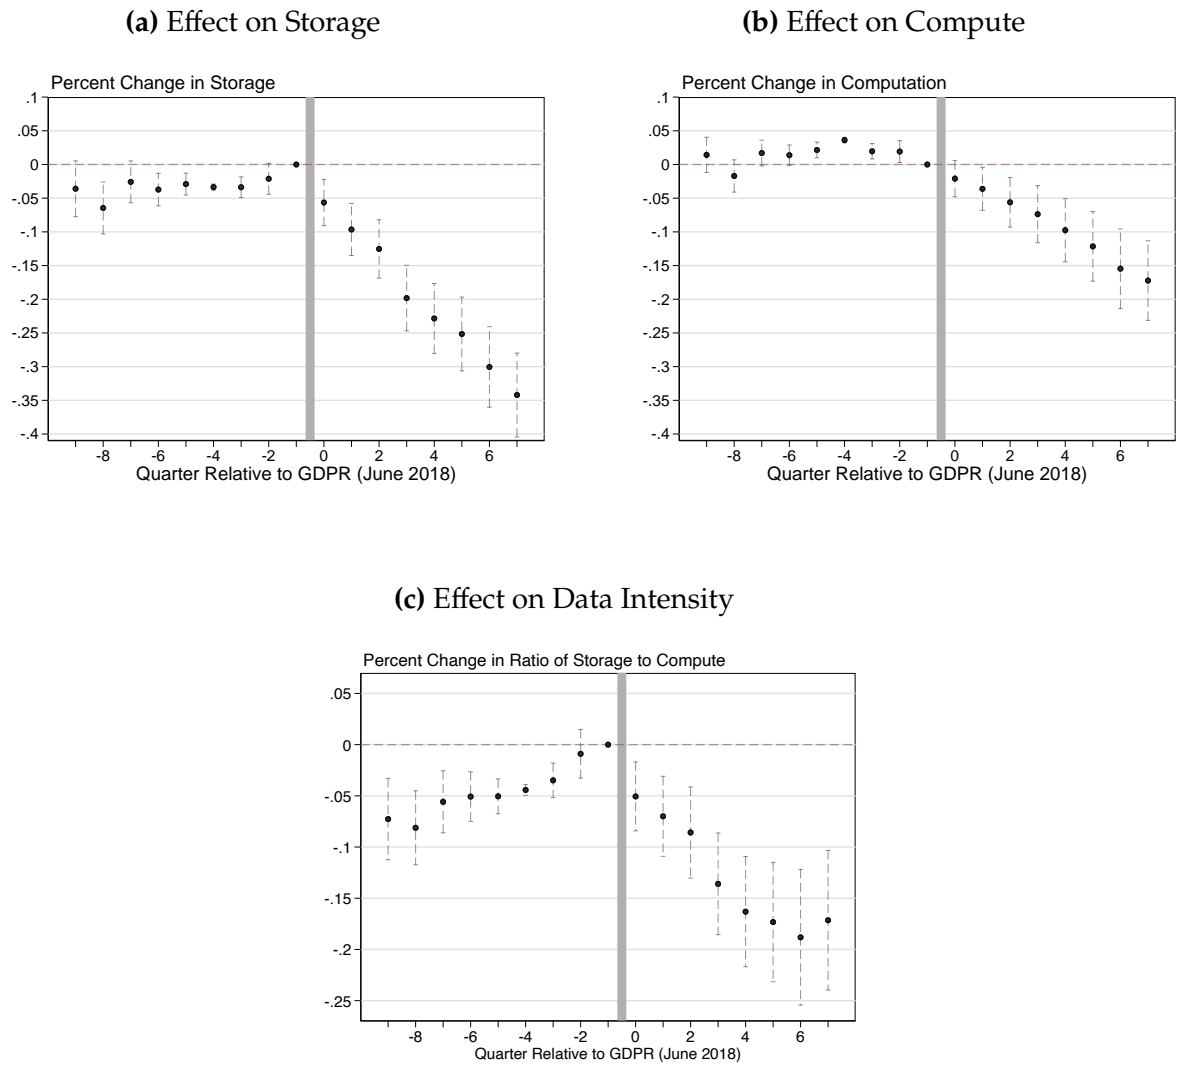 (a) Effect on Storage
Percent Change in Storage
.1
.05
0
-.05
-.1
-.15
-.2
-.25
-.3
-.35
-.4
-8 -6 -4 -2 0 2 4 6
Quarter Relative to GDPR (June 2018)
(b) Effect on Compute
Percent Change in Computation
.1
.05
0
-.05
-.1
-.15
-.2
-.25
-.3
-.35
-.4
-8 -6 -4 -2 0 2 4 6
Quarter Relative to GDPR (June 2018)
(c) Effect on Data Intensity
Percent Change in Ratio of Storage to Compute
.05
0
-.05
-.1
-.15
-.2
-.25
-8 -6 -4 -2 0 2 4 6
Quarter Relative to GDPR (June 2018)